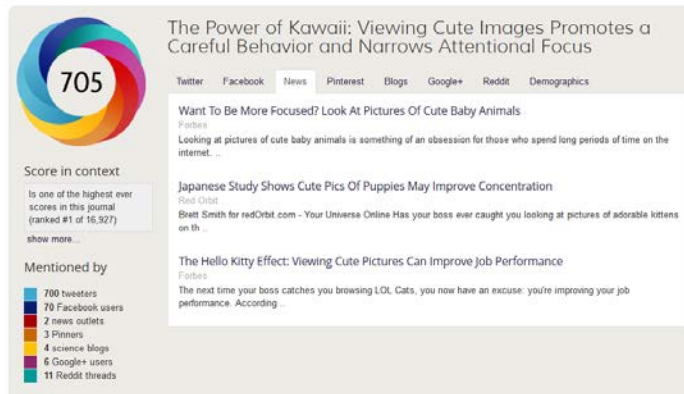 The Power of Kawaii: Viewing Cute Images Promotes a
Careful Behavior and Narrows Attentional Focus
705
Twitter Facebook News Pinterest Blogs Google+ Reddit Demographics
Want To Be More Focused? Look At Pictures Of Cute Baby Animals
Forbes
Looking at pictures of cute baby animals is something of an obsession for those who spend long periods of time on the
internet. ..
Japanese Study Shows Cute Pics Of Puppies May Improve Concentration
Red Orbit
Brett Smith for redOrbit.com - Your Universe Online Has your boss ever caught you looking at pictures of adorable kittens
on th ..
The Hello Kitty Effect: Viewing Cute Pictures Can Improve Job Performance
Forbes
The next time your boss catches you browsing LOL Cats, you now have an excuse: you're improving your job
performance. According ..
Score in context
Is one of the highest ever
scores in this journal
(ranked #1 of 16,927)
show more...
Mentioned by
700 tweeters
70 Facebook users
2 news outlets
3 Pinners
4 science blogs
6 Google+ users
11 Reddit threads